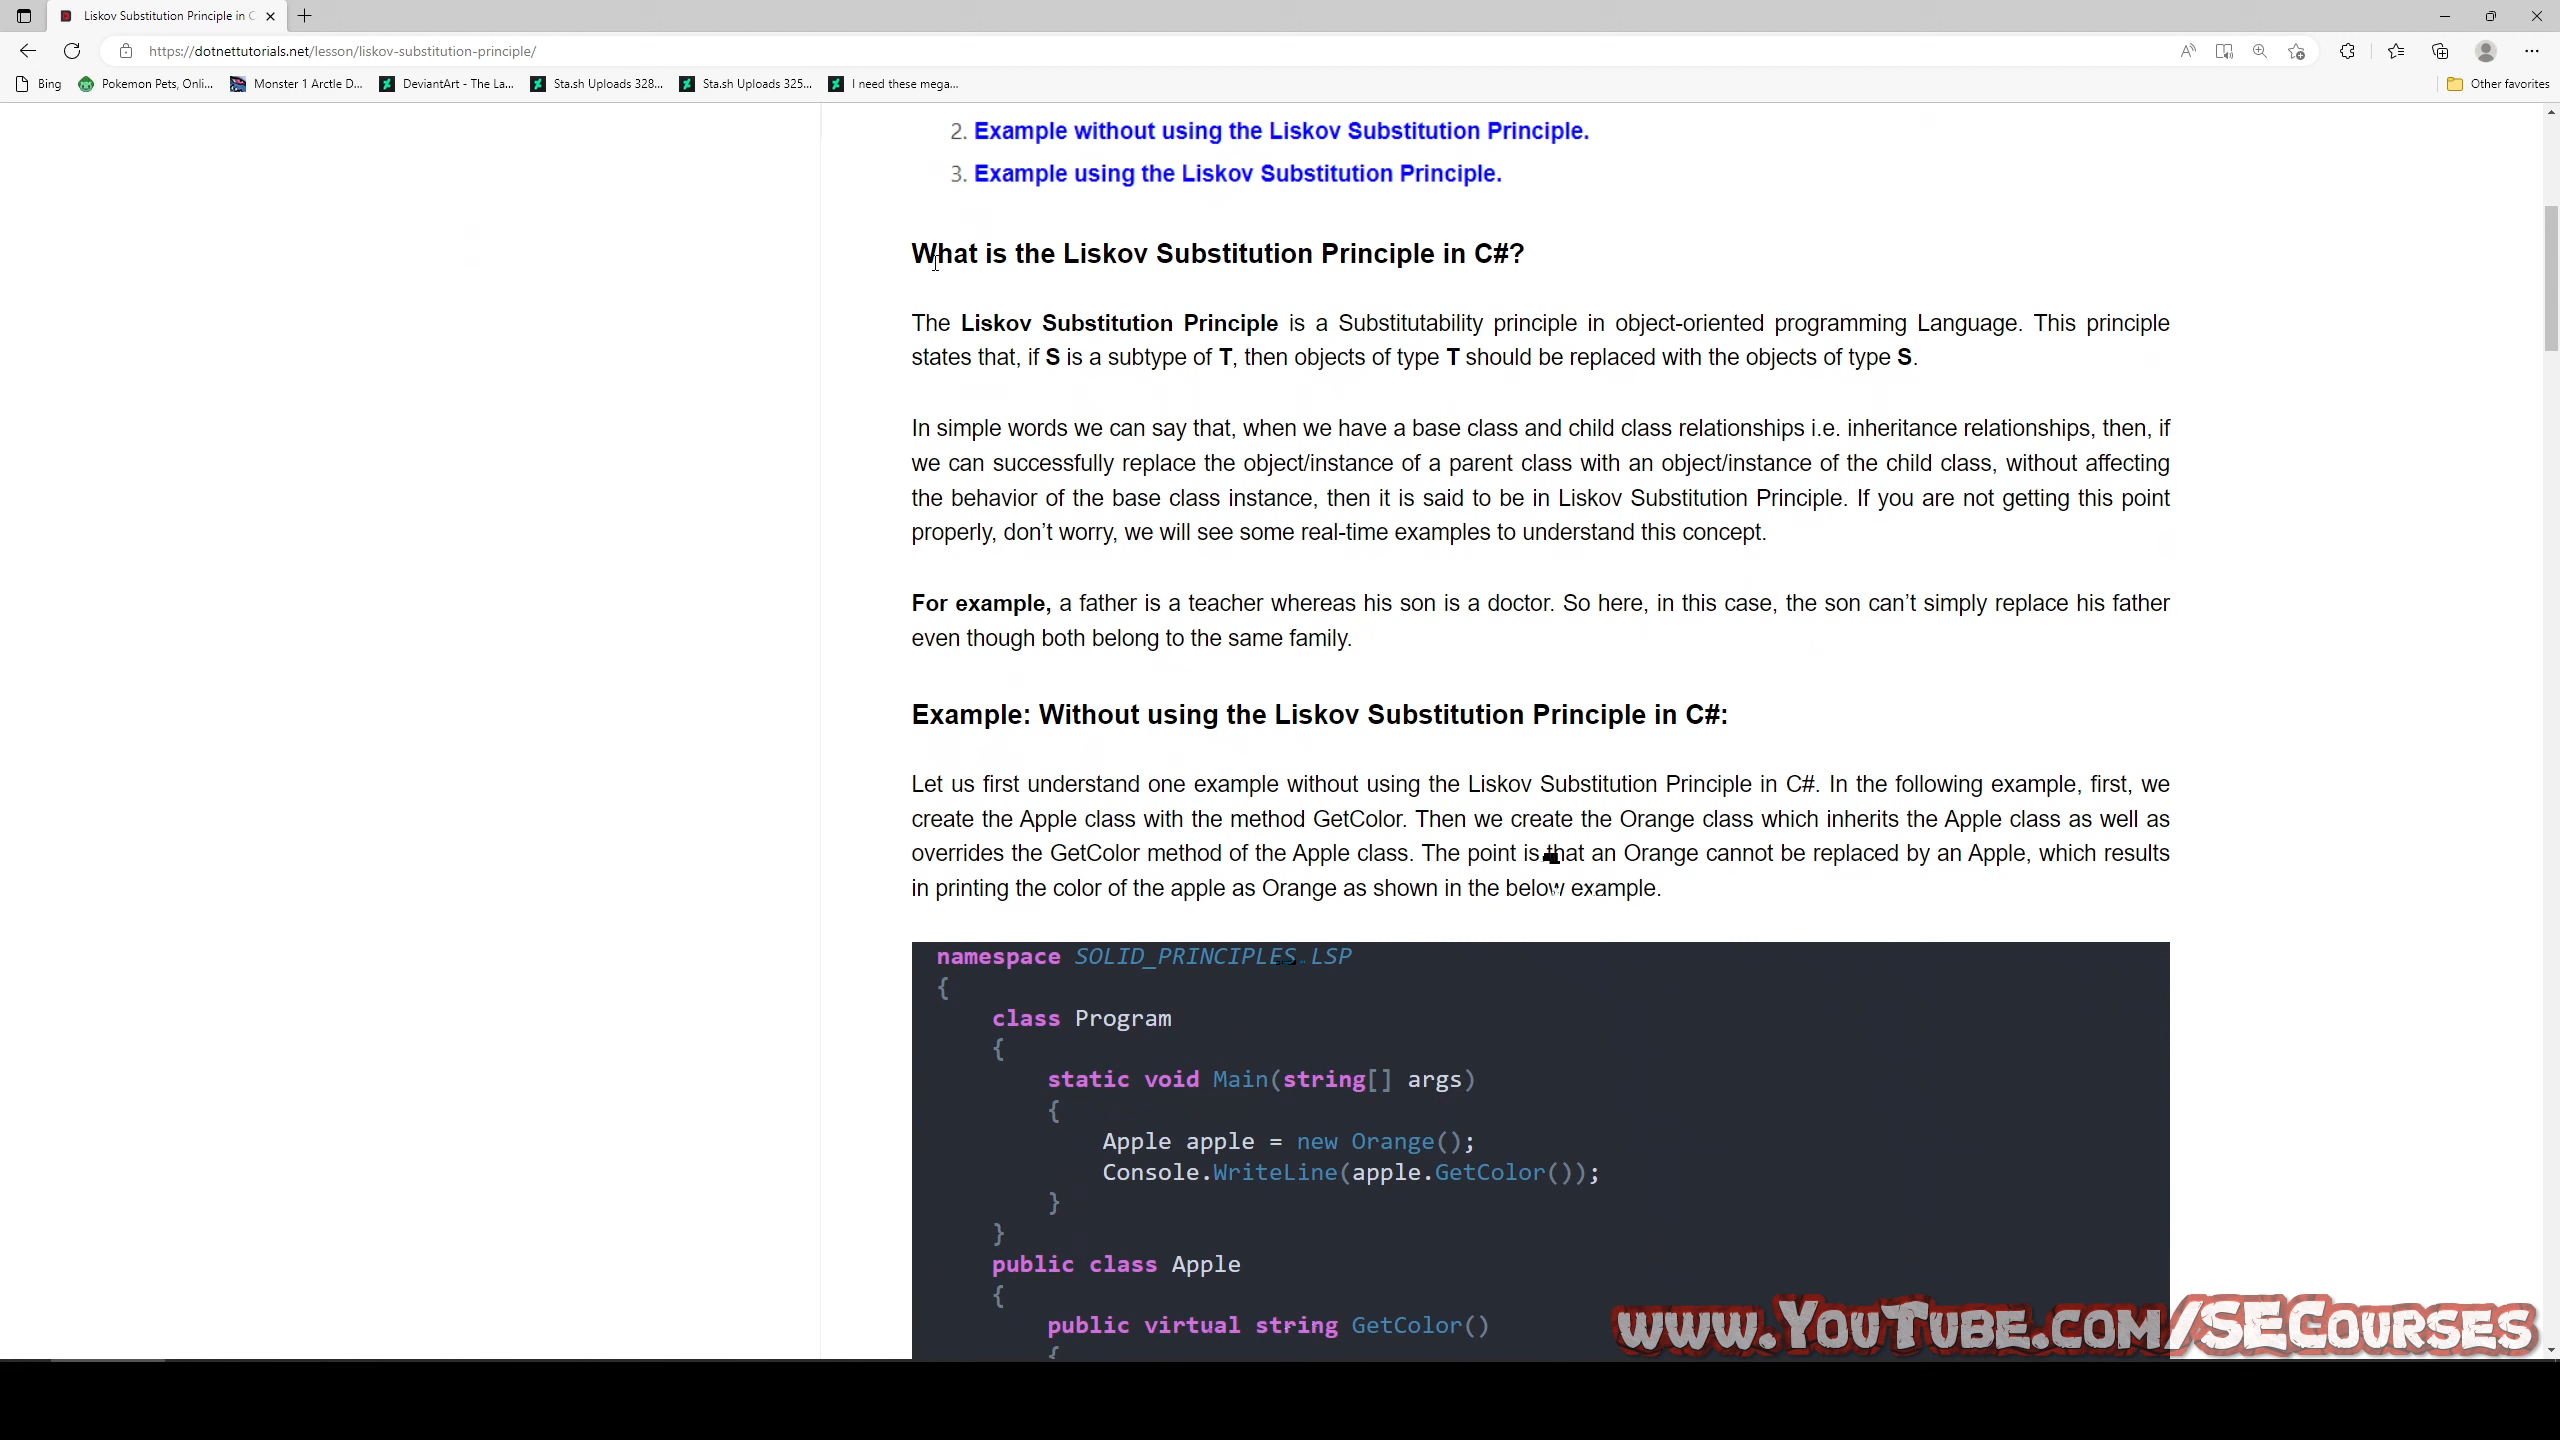 Liskov Substitution Principle in C
https://dotnettutorials.net/lesson/liskov-substitution-principle/
Bing
Pokemon Pets, Onli...
Monster 1 Arctle D...
DeviantArt - The La...
Sta.sh Uploads 328...
Sta.sh Uploads 325...
I need these mega...
Other favorites
2. Example without using the Liskov Substitution Principle.
3. Example using the Liskov Substitution Principle.
What is the Liskov Substitution Principle in C#?
The Liskov Substitution Principle is a Substitutability principle in object-oriented programming Language. This principle
states that, if S is a subtype of T, then objects of type T should be replaced with the objects of type S.
In simple words we can say that, when we have a base class and child class relationships i.e. inheritance relationships, then, if
we can successfully replace the object/instance of a parent class with an object/instance of the child class, without affecting
the behavior of the base class instance, then it is said to be in Liskov Substitution Principle. If you are not getting this point
properly, don’t worry, we will see some real-time examples to understand this concept.
For example, a father is a teacher whereas his son is a doctor. So here, in this case, the son can’t simply replace his father
even though both belong to the same family.
Example: Without using the Liskov Substitution Principle in C#:
Let us first understand one example without using the Liskov Substitution Principle in C#. In the following example, first, we
create the Apple class with the method GetColor. Then we create the Orange class which inherits the Apple class as well as
overrides the GetColor method of the Apple class. The point is that an Orange cannot be replaced by an Apple, which results
in printing the color of the apple as Orange as shown in the below example.
namespace SOLID_PRINCIPLES.LSP
{
class Program
{
static void Main(string[] args)
{
Apple apple = new Orange();
Console.WriteLine(apple.GetColor());
}
}
public class Apple
{
public virtual string GetColor()
{
www.YouTube.com/SECourses